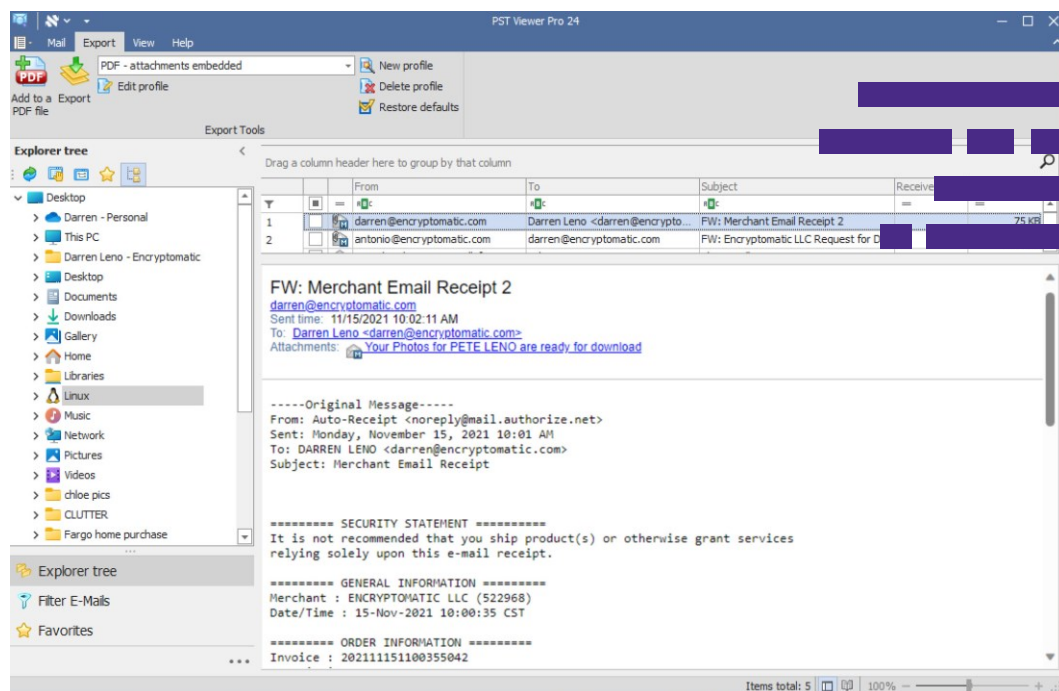 PST Viewer Pro 24
Mail Export View Help
PDF - attachments embedded
New profile
Edit profile
Delete profile
Add to a PDF file
Export
Restore defaults
Export Tools
Explorer tree
Drag a column header here to group by that column
From To Subject
1 darren@encryptomatic.com Darren Leno <darren@encrypto... FW: Merchant Email Receipt 2 75 KB
2 antonio@encryptomatic.com darren@encryptomatic.com FW: Encryptomatic LLC Request for
Desktop
Darren - Personal
This PC
Darren Leno - Encryptomatic
Desktop
Documents
Downloads
Gallery
Home
Libraries
Linux
Music
Network
Pictures
Videos
chloe pics
CLUTTER
Fargo home purchase
Explorer tree
Filter E-Mails
Favorites
FW: Merchant Email Receipt 2
darren@encryptomatic.com
Sent time: 11/15/2021 10:02:11 AM
To: Darren Leno <darren@encryptomatic.com>
Attachments: Your Photos for PETE LENO are ready for download
-----Original Message-----
From: Auto-Receipt <noreply@mail.authorize.net>
Sent: Monday, November 15, 2021 10:01 AM
To: DARREN LENO <darren@encryptomatic.com>
Subject: Merchant Email Receipt
========= SECURITY STATEMENT ==========
It is not recommended that you ship product(s) or otherwise grant services
relying solely upon this e-mail receipt.
========= GENERAL INFORMATION =========
Merchant : ENCRYPTOMATIC LLC (522968)
Date/Time : 15-Nov-2021 10:00:35 CST
========= ORDER INFORMATION =========
Invoice : 202111151100355042
Items total: 5 100%